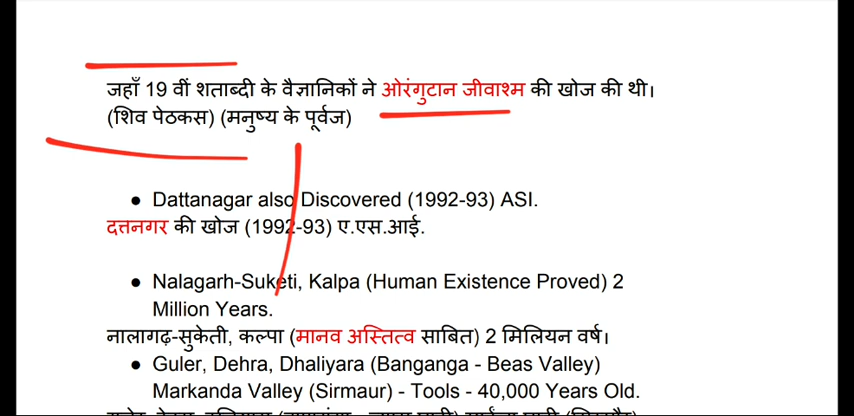 जहाँ 19 वीं शताब्दी के वैज्ञानिकों ने ओरंगुटान जीवाश्म की खोज की थी।
(शिव पेठकस) (मनुष्य के पूर्वज)
● Dattanagar also Discovered (1992-93) ASI.
दत्तनगर की खोज (1992-93) ए.एस.आई.
● Nalagarh-Suketi, Kalpa (Human Existence Proved) 2
Million Years.
नालागढ़-सुकेती, कल्पा (मानव अस्तित्व साबित) 2 मिलियन वर्ष।
● Guler, Dehra, Dhaliyara (Banganga - Beas Valley)
Markanda Valley (Sirmaur) - Tools - 40,000 Years Old.